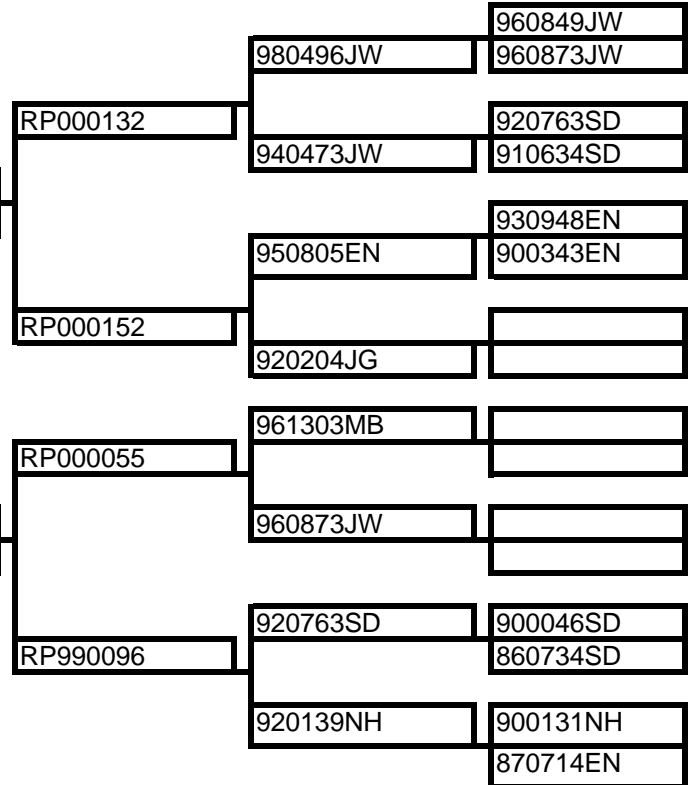 960849JW
980496JW 960873JW
RP000132 920763SD
940473JW 910634SD
930948EN
950805EN 900343EN
RP000152
920204JG
961303MB
RP000055
960873JW
920763SD 900046SD
RP990096 860734SD
920139NH 900131NH
870714EN